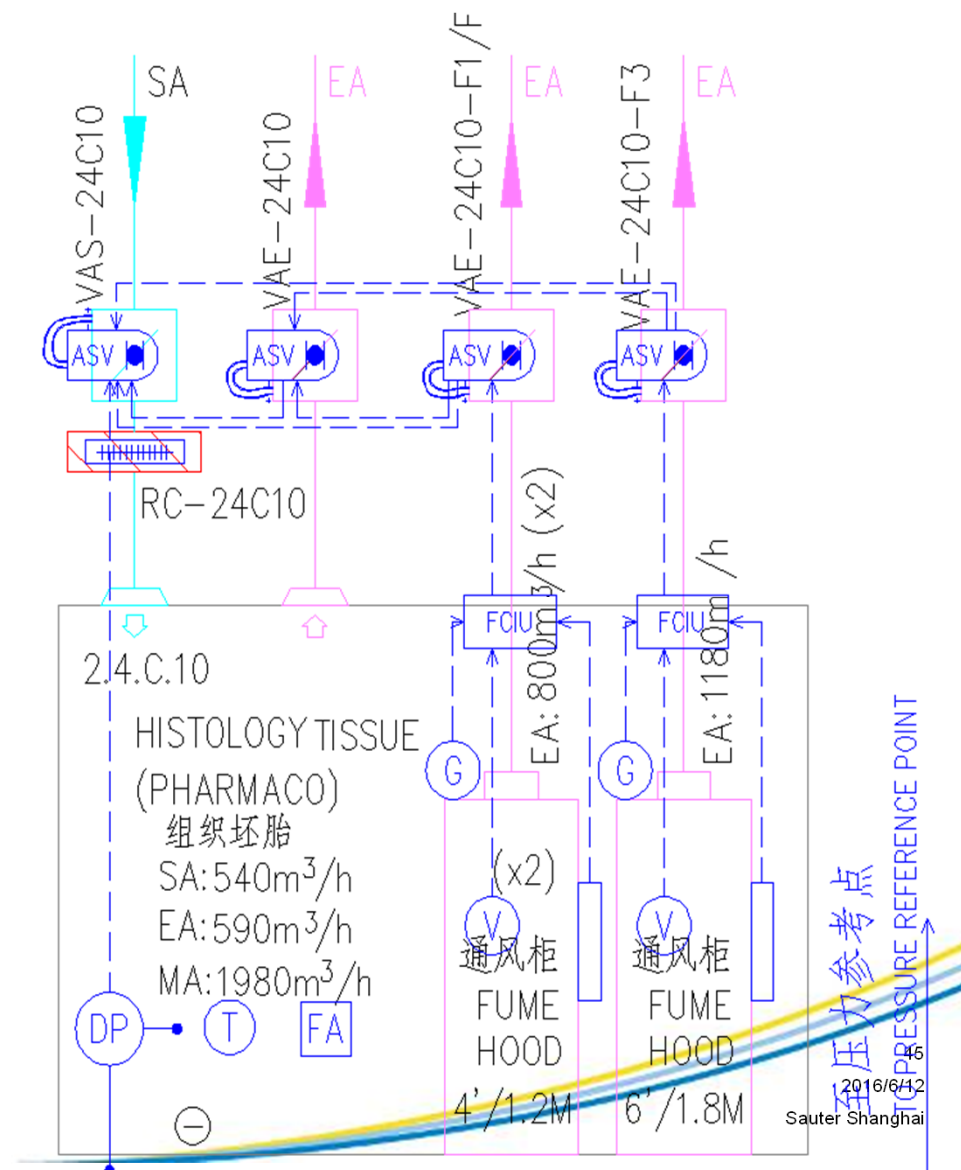 SA
EA
EA
EA
VAS-24C10
VAE-24C10
VAE-24C10-F1/F
VAE-24C10-F3
ASV
ASV
ASV
ASV
RC-24C10
EA: 800m³/h (x2)
EA: 1180m /h
FCIU
FCIU
2.4.C.10
HISTOLOGY TISSUE
(PHARMACO)
组织坯胎
SA:540m³/h
EA:590m³/h
MA:1980m³/h
DP
T
FA
G
G
(x2)
V
V
通风柜
FUME
HOOD
4'/1.2M
通风柜
FUME
HOOD
6'/1.8M
至压力参考点
TO PRESSURE REFERENCE POINT
45
2016/6/12
Sauter Shanghai